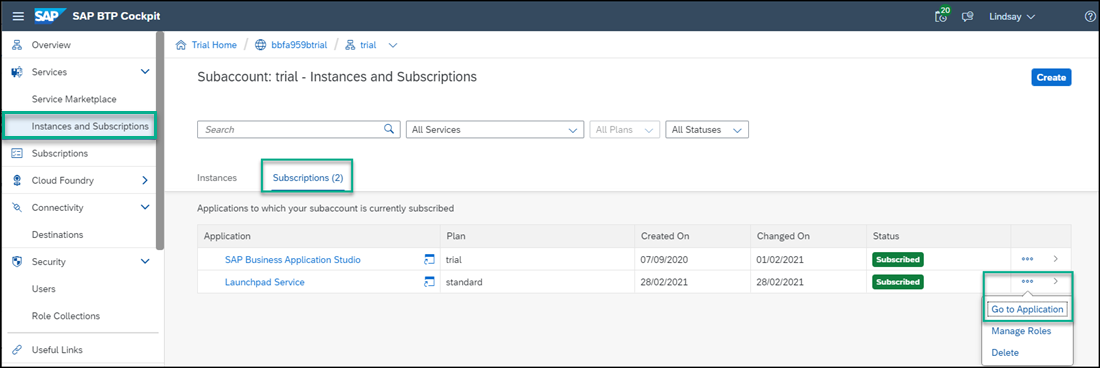 SAP SAP BTP Cockpit 20 Lindsay
Overview
Services
Service Marketplace
Instances and Subscriptions
Subscriptions
Cloud Foundry
Connectivity
Destinations
Security
Users
Role Collections
Useful Links
Trial Home / bbfa959btrial / trial
Subaccount: trial - Instances and Subscriptions
Create
Search All Services All Plans All Statuses
Instances Subscriptions (2)
Applications to which your subaccount is currently subscribed
Application Plan Created On Changed On Status
SAP Business Application Studio trial 07/09/2020 01/02/2021 Subscribed
Launchpad Service standard 28/02/2021 28/02/2021 Subscribed
Go to Application
Manage Roles
Delete